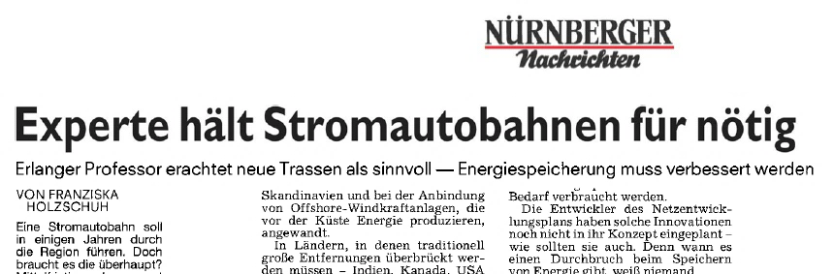 NÜRNBERGER
Nachrichten
Experte hält Stromautobahnen für nötig
Erlanger Professor erachtet neue Trassen als sinnvoll — Energiespeicherung muss verbessert werden
VON FRANZISKA
HOLZSCHUH
Eine Stromautobahn soll
in einigen Jahren durch
die Region führen. Doch
braucht es die überhaupt?
Skandinavien und bei der Anbindung
von Offshore-Windkraftanlagen, die
vor der Küste Energie produzieren,
angewandt.
In Ländern, in denen traditionell
große Entfernungen überbrückt wer-
den müssen – Indien, Kanada, USA
Bedarf verbraucht werden.
Die Entwickler des Netzentwick-
lungsplans haben solche Innovationen
noch nicht in ihr Konzept eingeplant –
wie sollten sie auch. Denn wann es
einen Durchbruch beim Speichern
von Energie gibt, weiß niemand